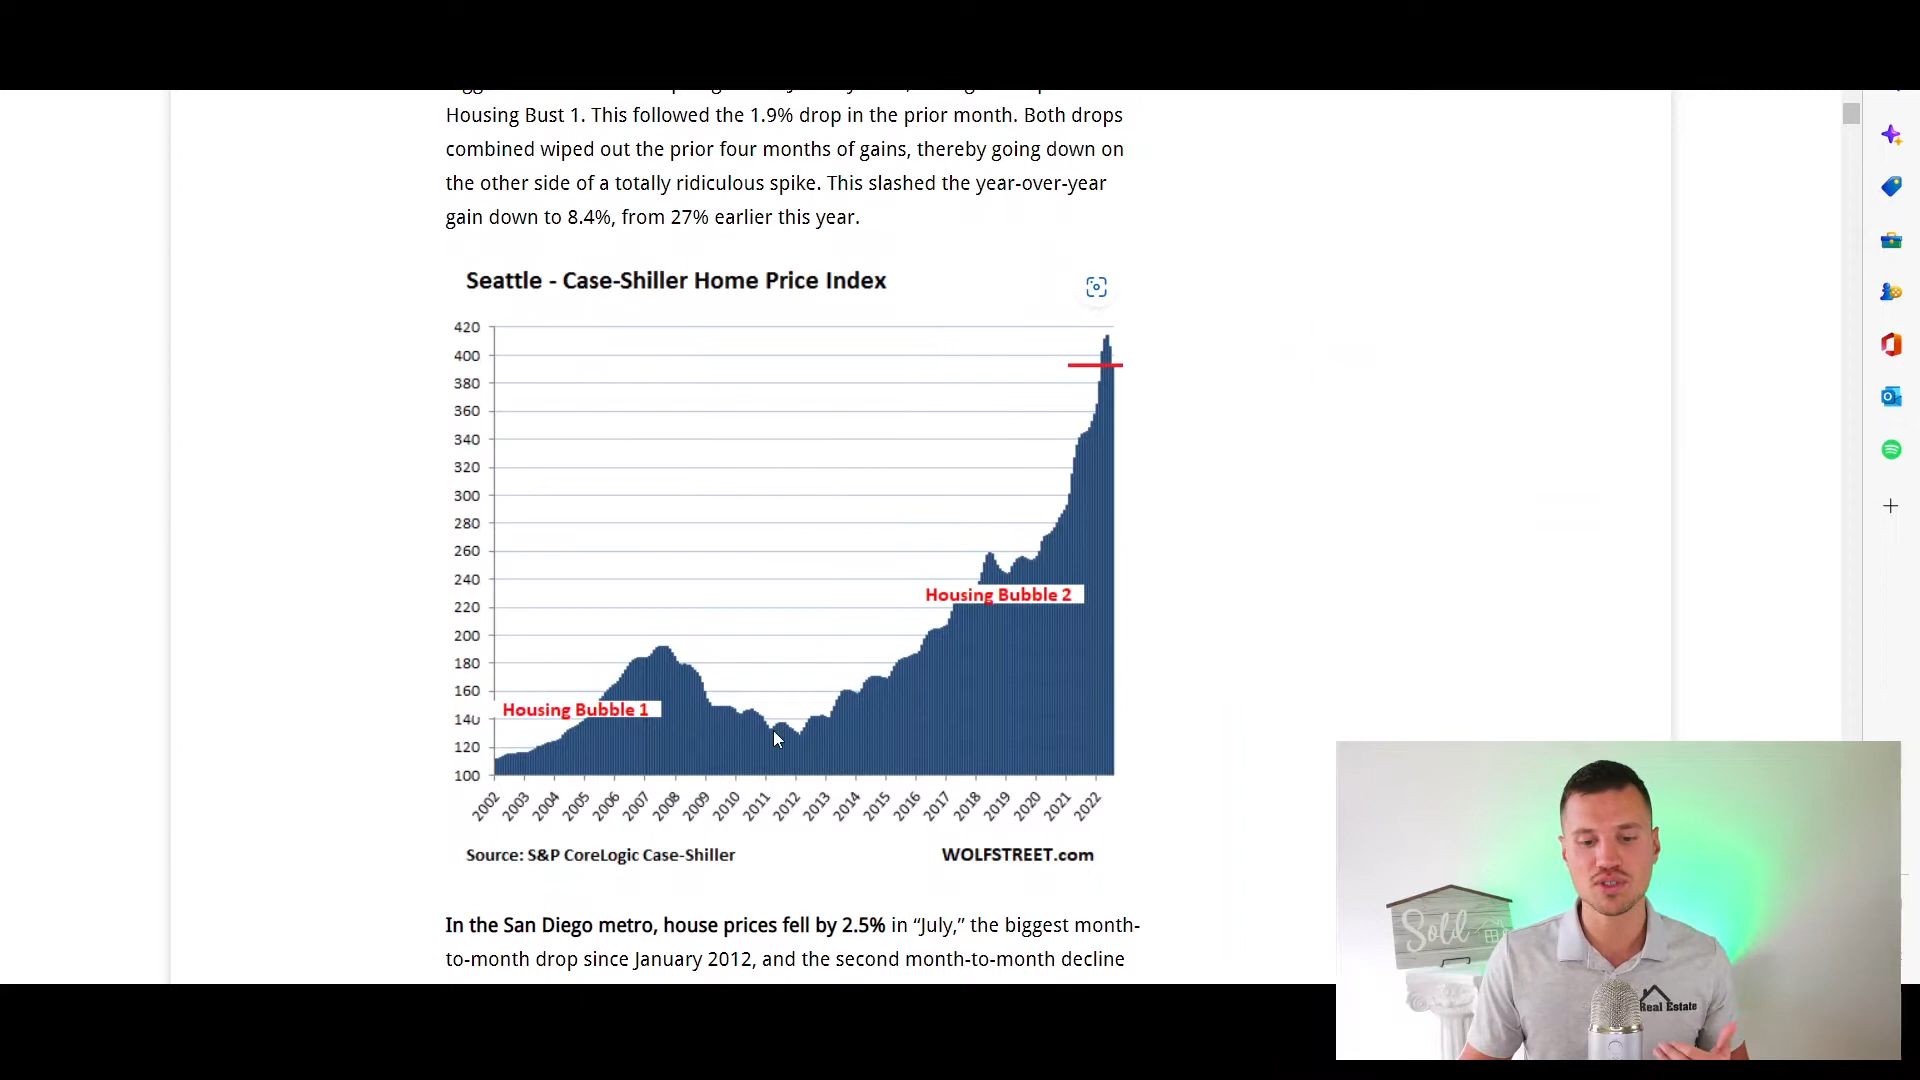 Housing Bust 1. This followed the 1.9% drop in the prior month. Both drops
combined wiped out the prior four months of gains, thereby going down on
the other side of a totally ridiculous spike. This slashed the year-over-year
gain down to 8.4%, from 27% earlier this year.
Seattle - Case-Shiller Home Price Index
420
400
380
360
340
320
300
280
260
240
220
200
180
160
140
120
100
Housing Bubble 2
Housing Bubble 1
2002 2003 2004 2005 2006 2007 2008 2009 2010 2011 2012 2013 2014 2015 2016 2017 2018 2019 2020 2021 2022
Source: S&P CoreLogic Case-Shiller
WOLFSTREET.com
In the San Diego metro, house prices fell by 2.5% in “July,” the biggest month-
to-month drop since January 2012, and the second month-to-month decline
Sold
Real Estate